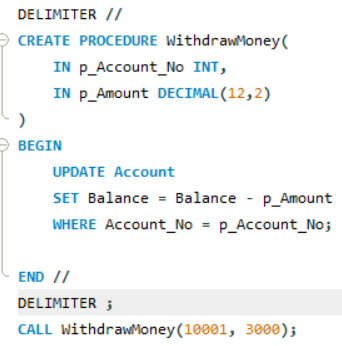 DELIMITER //
CREATE PROCEDURE WithdrawMoney(
    IN p_Account_No INT,
    IN p_Amount DECIMAL(12,2)
)
BEGIN
    UPDATE Account
    SET Balance = Balance - p_Amount
    WHERE Account_No = p_Account_No;

END //
DELIMITER ;
CALL WithdrawMoney(10001, 3000);